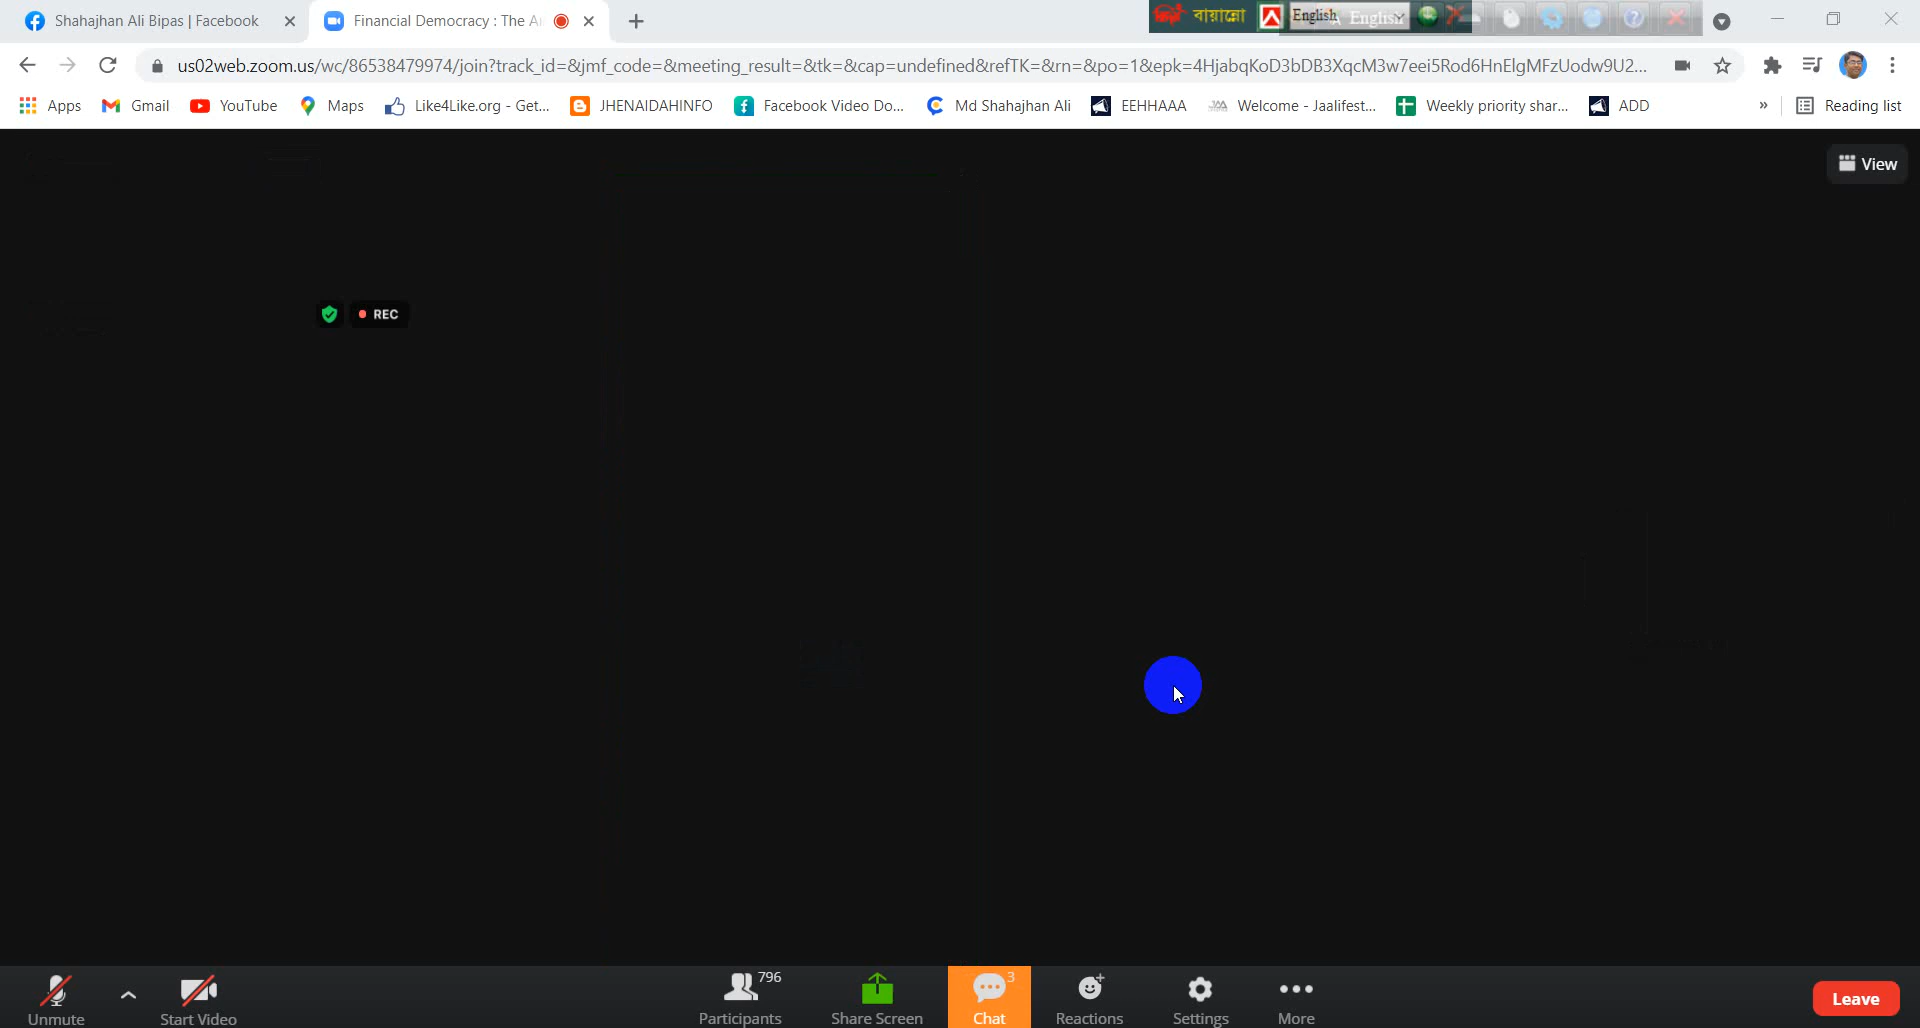 Shahajhan Ali Bipas | Facebook
Financial Democracy : The A
বায়ান্নো
English
English
us02web.zoom.us/wc/86538479974/join?track_id=&jmf_code=&meeting_result=&tk=&cap=undefined&refTK=&rn=&po=1&epk=4HjabqKoD3bDB3XqcM3w7eei5Rod6HnElgMFzUodw9U2...
Apps
Gmail
YouTube
Maps
Like4Like.org - Get...
JHENAIDAHINFO
Facebook Video Do...
Md Shahajhan Ali
EEHHAAA
Welcome - Jaalifest...
Weekly priority shar...
ADD
»
Reading list
View
REC
Unmute
Start Video
796
Participants
Share Screen
3
Chat
Reactions
Settings
More
Leave